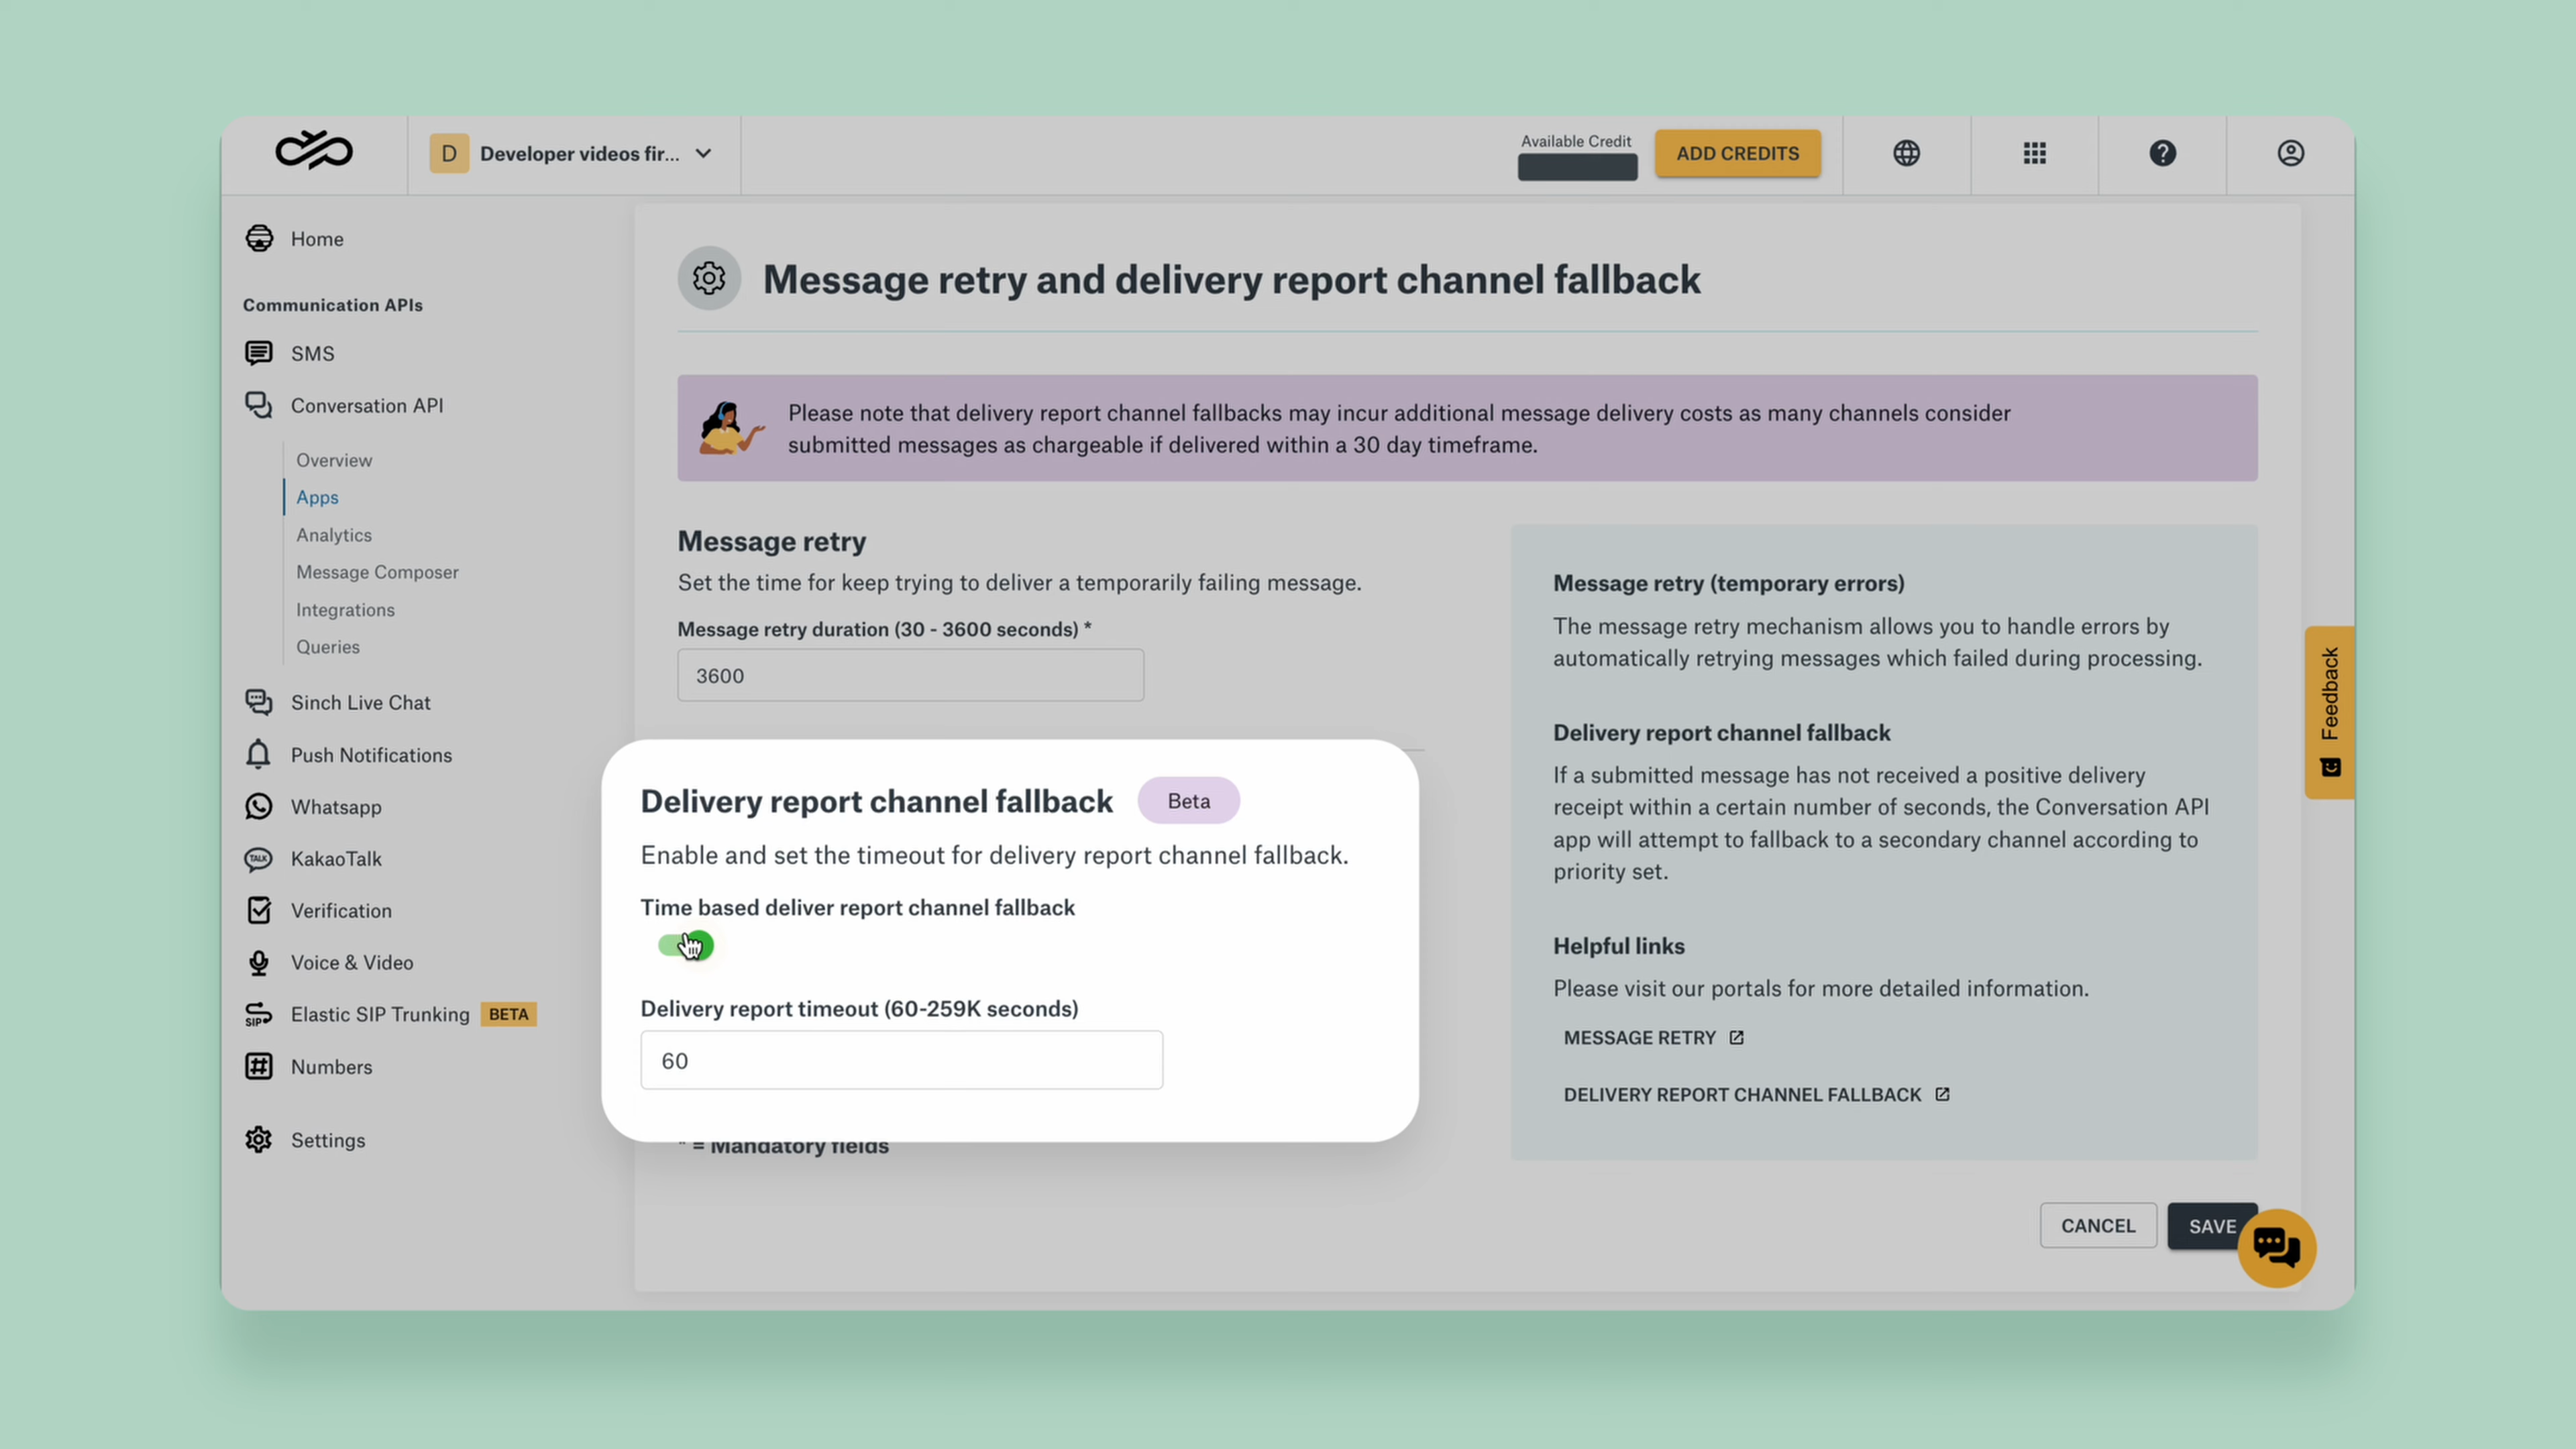 D Developer videos fir...
Available Credit
ADD CREDITS
Home
Communication APIs
SMS
Conversation API
Overview
Apps
Analytics
Message Composer
Integrations
Queries
Sinch Live Chat
Push Notifications
Whatsapp
TALK KakaoTalk
Verification
Voice & Video
SIP Elastic SIP Trunking BETA
Numbers
Settings
Message retry and delivery report channel fallback
Please note that delivery report channel fallbacks may incur additional message delivery costs as many channels consider
submitted messages as chargeable if delivered within a 30 day timeframe.
Message retry
Set the time for keep trying to deliver a temporarily failing message.
Message retry duration (30 - 3600 seconds) *
3600
Delivery report channel fallback Beta
Enable and set the timeout for delivery report channel fallback.
Time based deliver report channel fallback
Delivery report timeout (60-259K seconds)
60
* = Mandatory fields
Message retry (temporary errors)
The message retry mechanism allows you to handle errors by
automatically retrying messages which failed during processing.
Delivery report channel fallback
If a submitted message has not received a positive delivery
receipt within a certain number of seconds, the Conversation API
app will attempt to fallback to a secondary channel according to
priority set.
Helpful links
Please visit our portals for more detailed information.
MESSAGE RETRY
DELIVERY REPORT CHANNEL FALLBACK
CANCEL
SAVE
Feedback